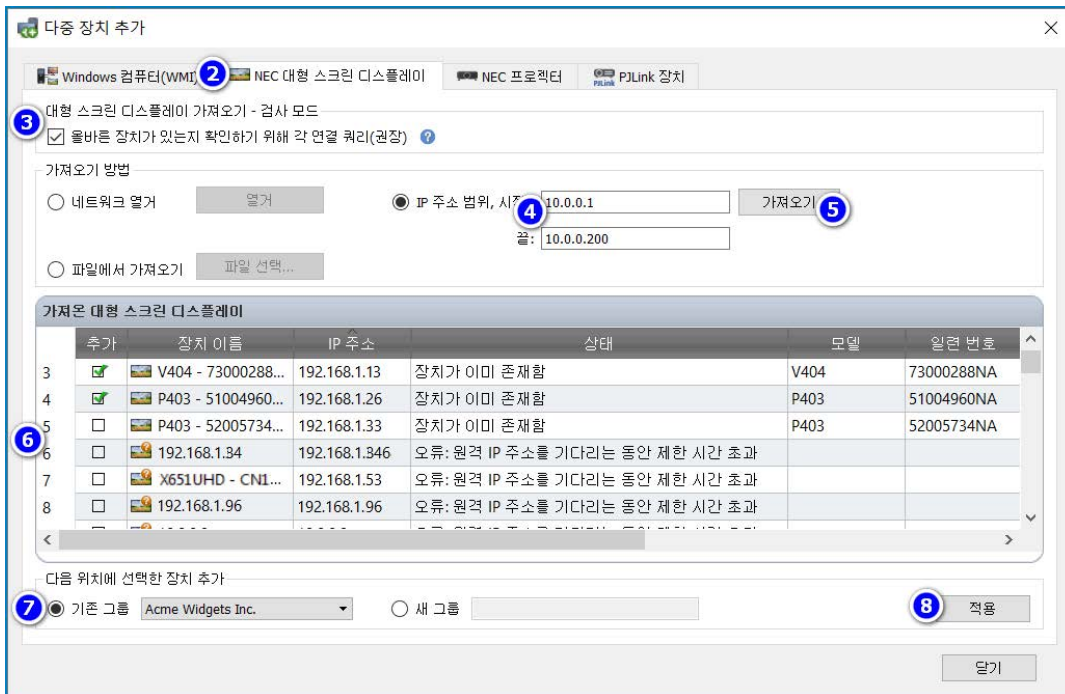 다중 장치 추가
Windows 컴퓨터(WMI) 2 NEC 대형 스크린 디스플레이 NEC 프로젝터 PJLink PJLink 장치
대형 스크린 디스플레이 가져오기 - 검사 모드
3
올바른 장치가 있는지 확인하기 위해 각 연결 쿼리(권장) ?
가져오기 방법
네트워크 열거 열거 IP 주소 범위, 4 10.0.0.1 가져오기 5
끝: 10.0.0.200
파일에서 가져오기 파일 선택...
가져온 대형 스크린 디스플레이
추가 장치 이름 IP 주소 상태 모델 일련 번호
3 V404 - 73000288... 192.168.1.13 장치가 이미 존재함 V404 73000288NA
4 P403 - 51004960... 192.168.1.26 장치가 이미 존재함 P403 51004960NA
5 P403 - 52005734... 192.168.1.33 장치가 이미 존재함 P403 52005734NA
6
6 192.168.1.34 192.168.1.346 오류: 원격 IP 주소를 기다리는 동안 제한 시간 초과
7 X651UHD - CN1... 192.168.1.53 오류: 원격 IP 주소를 기다리는 동안 제한 시간 초과
8 192.168.1.96 192.168.1.96 오류: 원격 IP 주소를 기다리는 동안 제한 시간 초과
다음 위치에 선택한 장치 추가
7 기존 그룹 Acme Widgets Inc. 새 그룹 8 적용
닫기